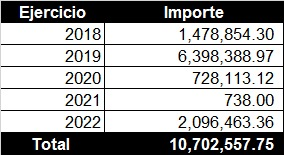 Ejercicio Importe
2018 1,478,854.30
2019 6,398,388.97
2020 728,113.12
2021 738.00
2022 2,096,463.36
Total 10,702,557.75